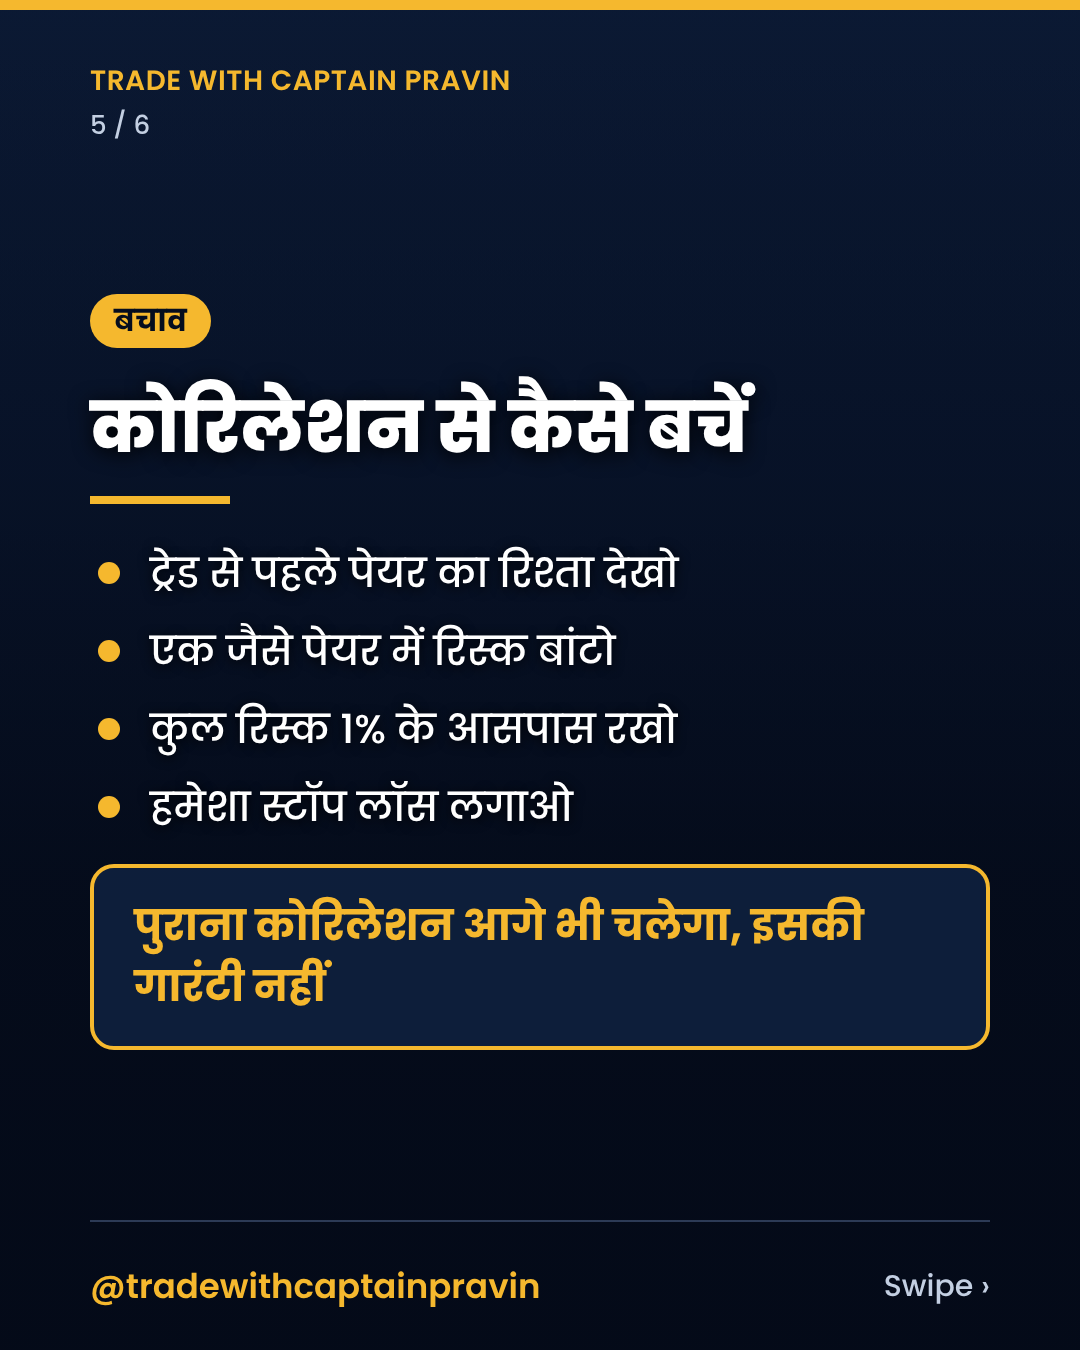 TRADE WITH CAPTAIN PRAVIN
5 / 6
बचाव
कोरिलेशन से कैसे बचें
ट्रेड से पहले पेयर का रिश्ता देखो
एक जैसे पेयर में रिस्क बांटो
कुल रिस्क 1% के आसपास रखो
हमेशा स्टॉप लॉस लगाओ
पुराना कोरिलेशन आगे भी चलेगा, इसकी
गारंटी नहीं
@tradewithcaptainpravin
Swipe ›